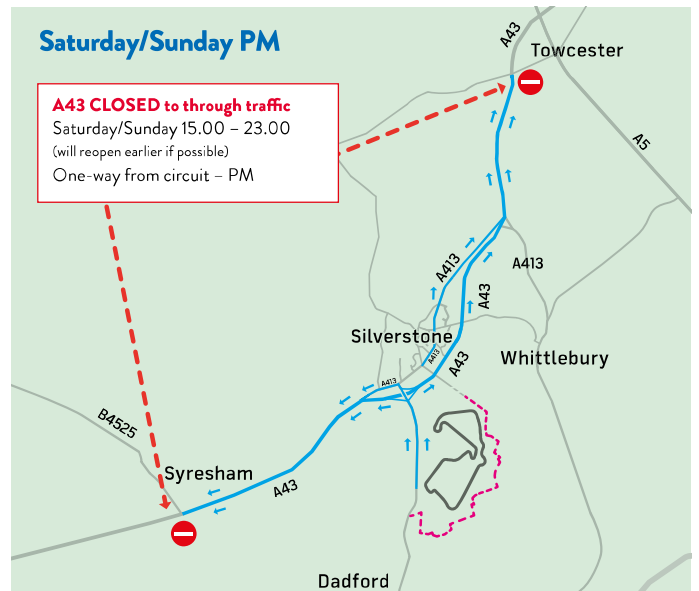 Saturday/Sunday PM
A43
Towcester
A43 CLOSED to through traffic
Saturday/Sunday 15.00 – 23.00
(will reopen earlier if possible)
One-way from circuit – PM
A5
A413
A413
A43
Silverstone
A413
A43
Whittlebury
A413
B4525
Syresham
A43
Dadford